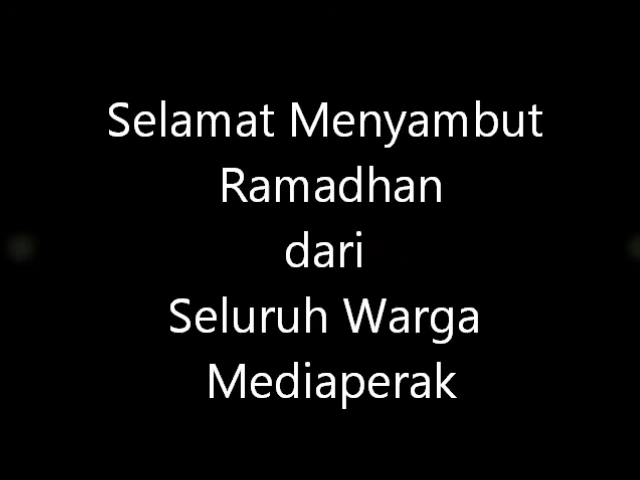 Selamat Menyambut
Ramadhan
dari
Seluruh Warga
Mediaperak